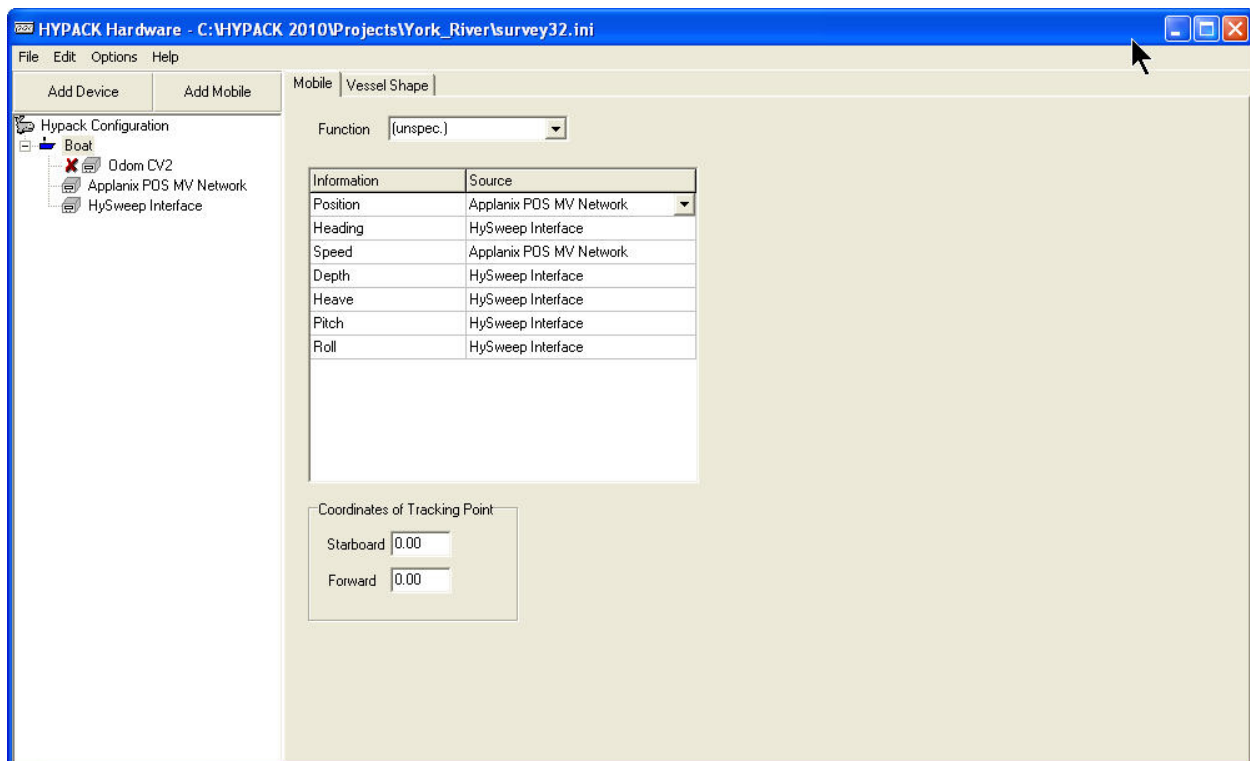 HYPACK Hardware - C:\HYPACK 2010\Projects\York_River\survey32.ini
File Edit Options Help
Add Device Add Mobile
Hypack Configuration
Boat
Odom CV2
Applanix POS MV Network
HySweep Interface
Mobile Vessel Shape
Function (unspec.)
Information Source
Position Applanix POS MV Network
Heading HySweep Interface
Speed Applanix POS MV Network
Depth HySweep Interface
Heave HySweep Interface
Pitch HySweep Interface
Roll HySweep Interface
Coordinates of Tracking Point
Starboard 0.00
Forward 0.00